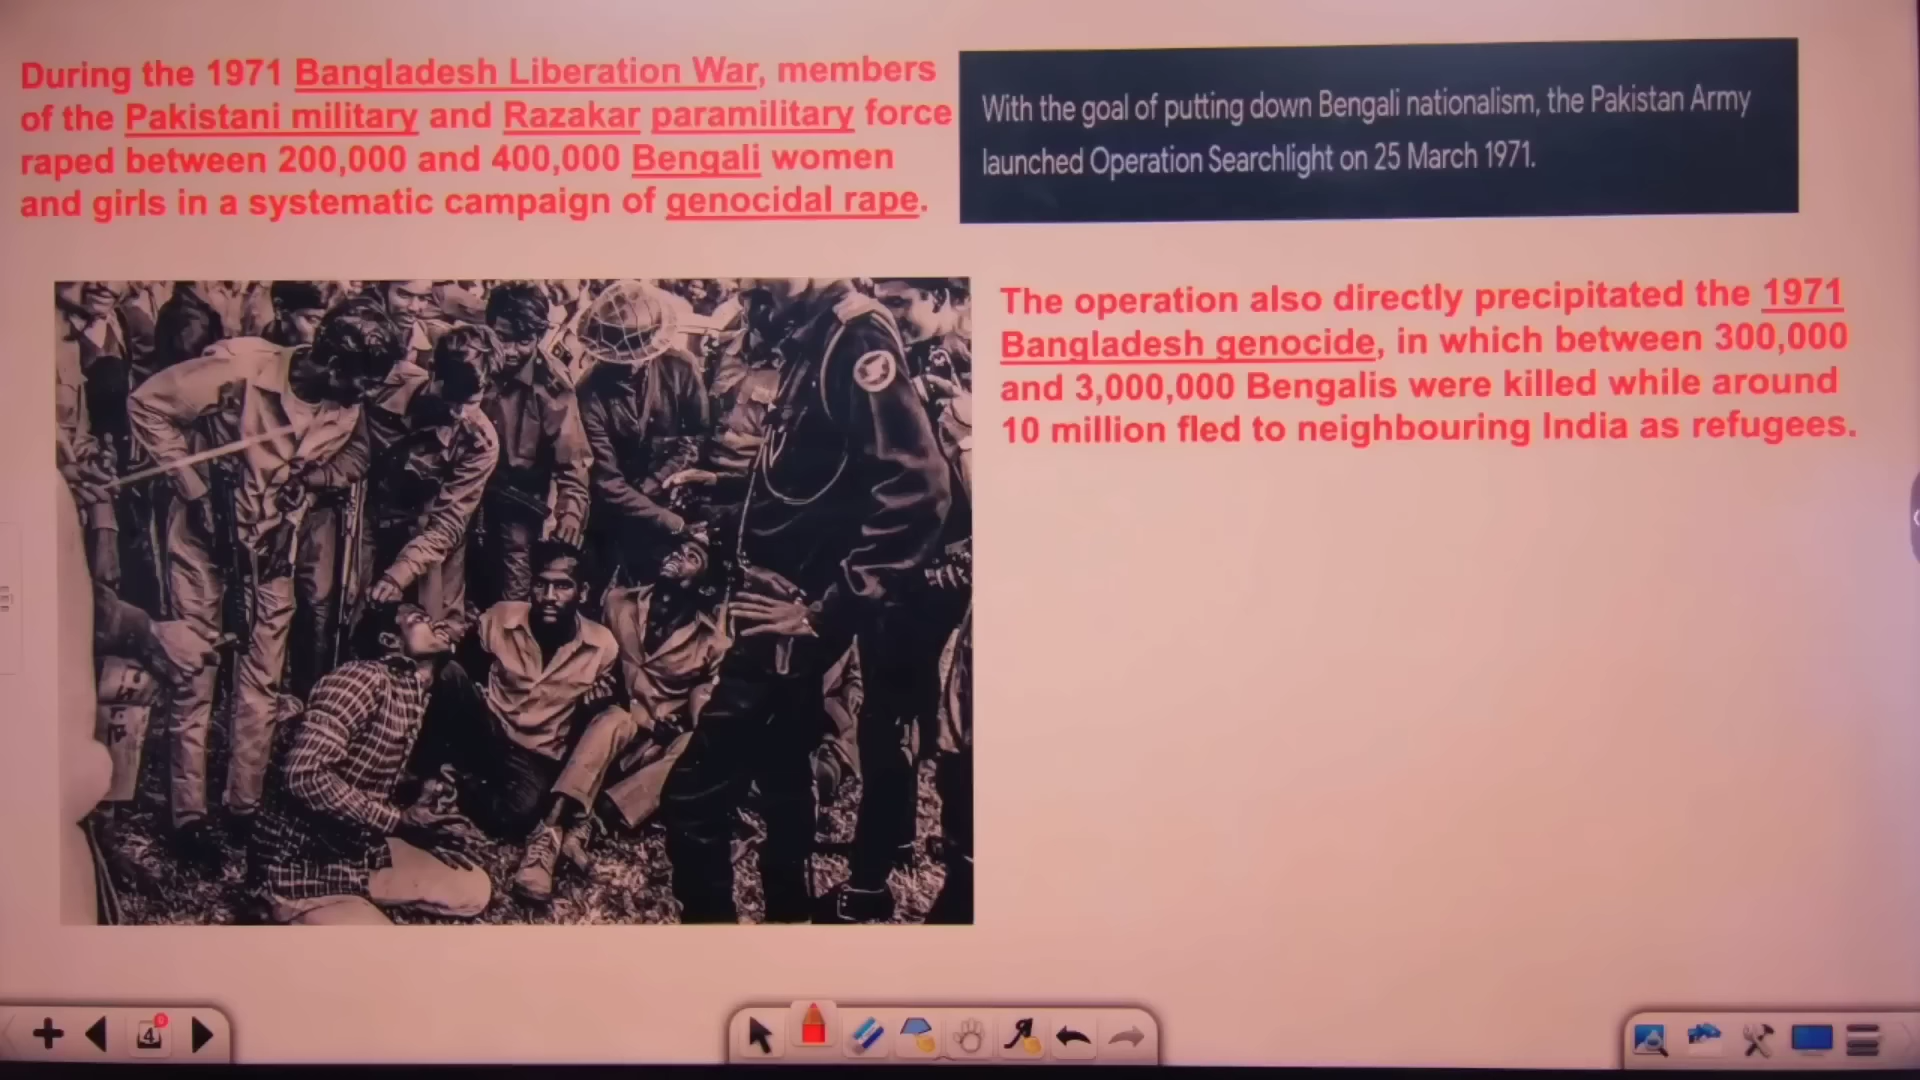 During the 1971 Bangladesh Liberation War, members
of the Pakistani military and Razakar paramilitary force
raped between 200,000 and 400,000 Bengali women
and girls in a systematic campaign of genocidal rape.
With the goal of putting down Bengali nationalism, the Pakistan Army
launched Operation Searchlight on 25 March 1971.
The operation also directly precipitated the 1971
Bangladesh genocide, in which between 300,000
and 3,000,000 Bengalis were killed while around
10 million fled to neighbouring India as refugees.
4